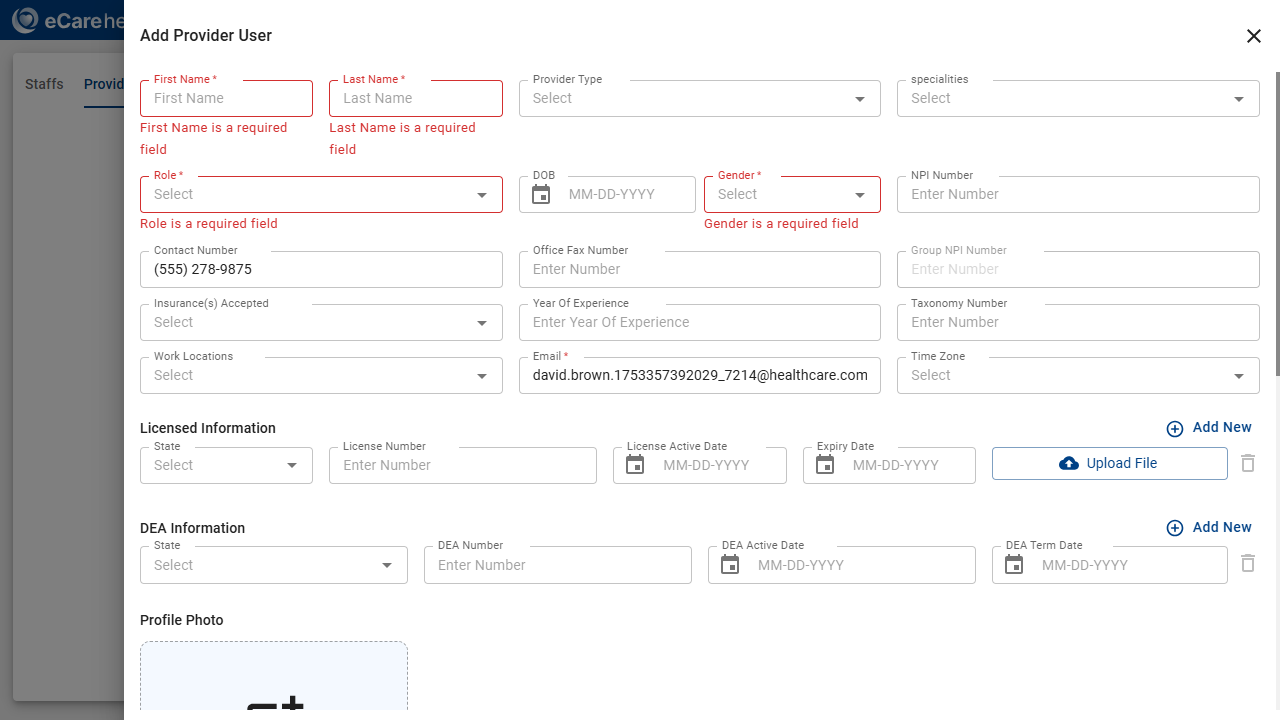 eCare he
Add Provider User
Staffs
Provid
First Name *
First Name
First Name is a required
field
Last Name *
Last Name
Last Name is a required
field
Provider Type
Select
specialities
Select
Role *
Select
Role is a required field
DOB
MM-DD-YYYY
Gender *
Select
Gender is a required field
NPI Number
Enter Number
Contact Number
(555) 278-9875
Office Fax Number
Enter Number
Group NPI Number
Enter Number
Insurance(s) Accepted
Select
Year Of Experience
Enter Year Of Experience
Taxonomy Number
Enter Number
Work Locations
Select
Email *
david.brown.1753357392029_7214@healthcare.com
Time Zone
Select
Licensed Information
Add New
State
Select
License Number
Enter Number
License Active Date
MM-DD-YYYY
Expiry Date
MM-DD-YYYY
Upload File
DEA Information
Add New
State
Select
DEA Number
Enter Number
DEA Active Date
MM-DD-YYYY
DEA Term Date
MM-DD-YYYY
Profile Photo